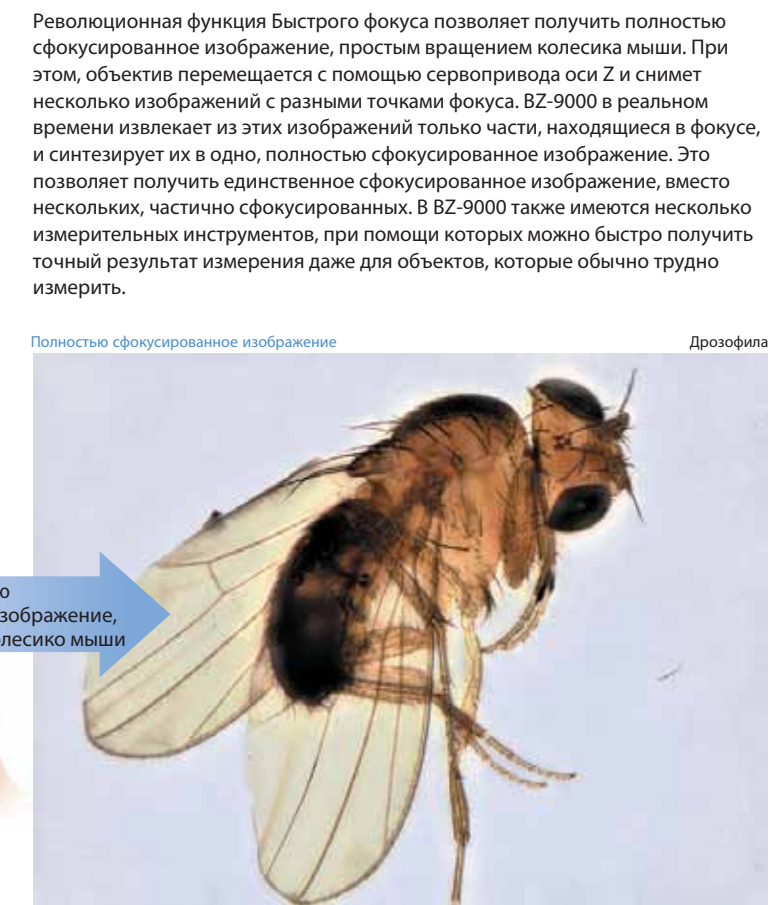 Революционная функция Быстрого фокуса позволяет получить полностью
сфокусированное изображение, простым вращением колесика мыши. При
этом, объектив перемещается с помощью сервопривода оси Z и снимет
несколько изображений с разными точками фокуса. BZ-9000 в реальном
времени извлекает из этих изображений только части, находящиеся в фокусе,
и синтезирует их в одно, полностью сфокусированное изображение. Это
позволяет получить единственное сфокусированное изображение, вместо
нескольких, частично сфокусированных. В BZ-9000 также имеются несколько
измерительных инструментов, при помощи которых можно быстро получить
точный результат измерения даже для объектов, которые обычно трудно
измерить.
Полностью сфокусированное изображение Дрозофила
мыши